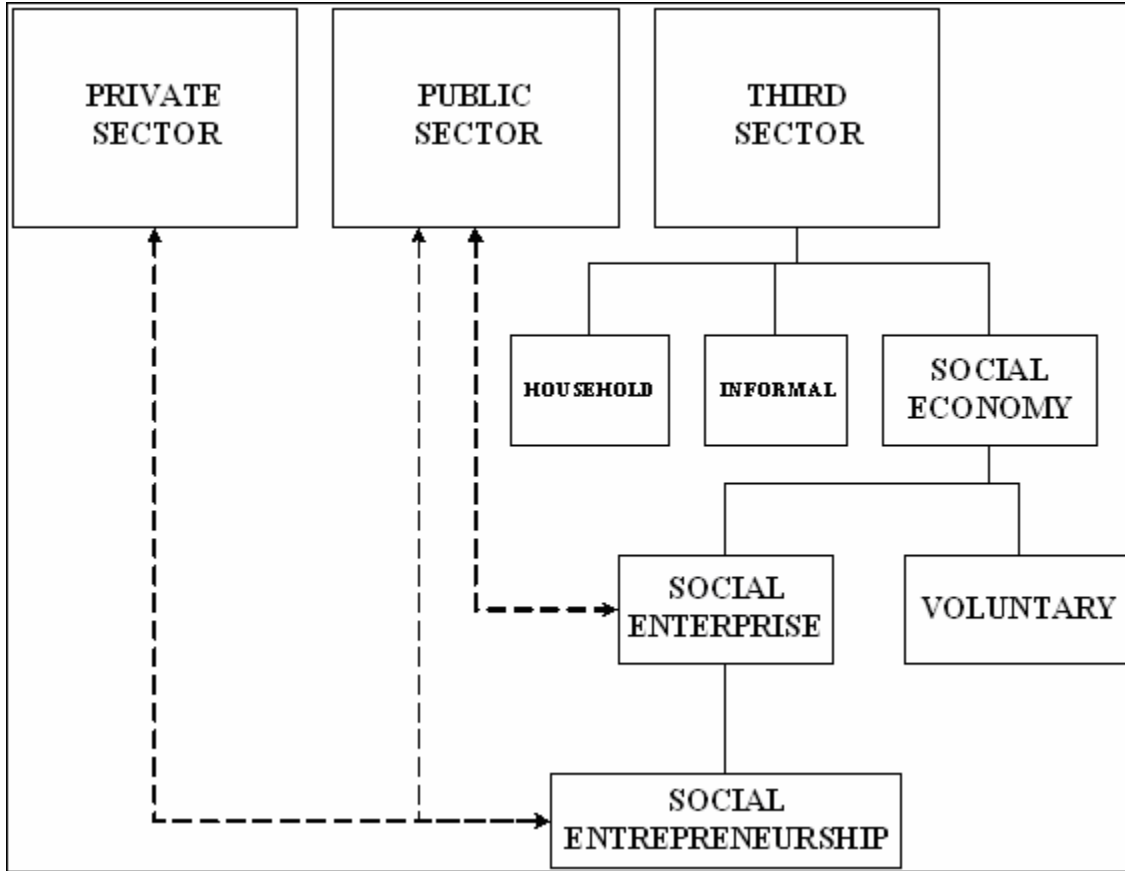 PRIVATE
SECTOR
PUBLIC
SECTOR
THIRD
SECTOR
HOUSEHOLD
INFORMAL
SOCIAL
ECONOMY
SOCIAL
ENTERPRISE
VOLUNTARY
SOCIAL
ENTREPRENEURSHIP